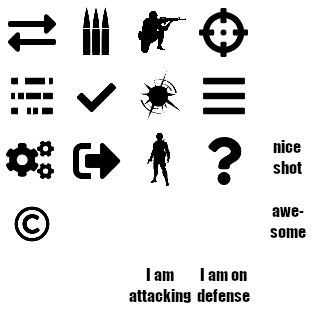 ?
nice
shot
©
awe-
some
I am
attacking
I am on
defense